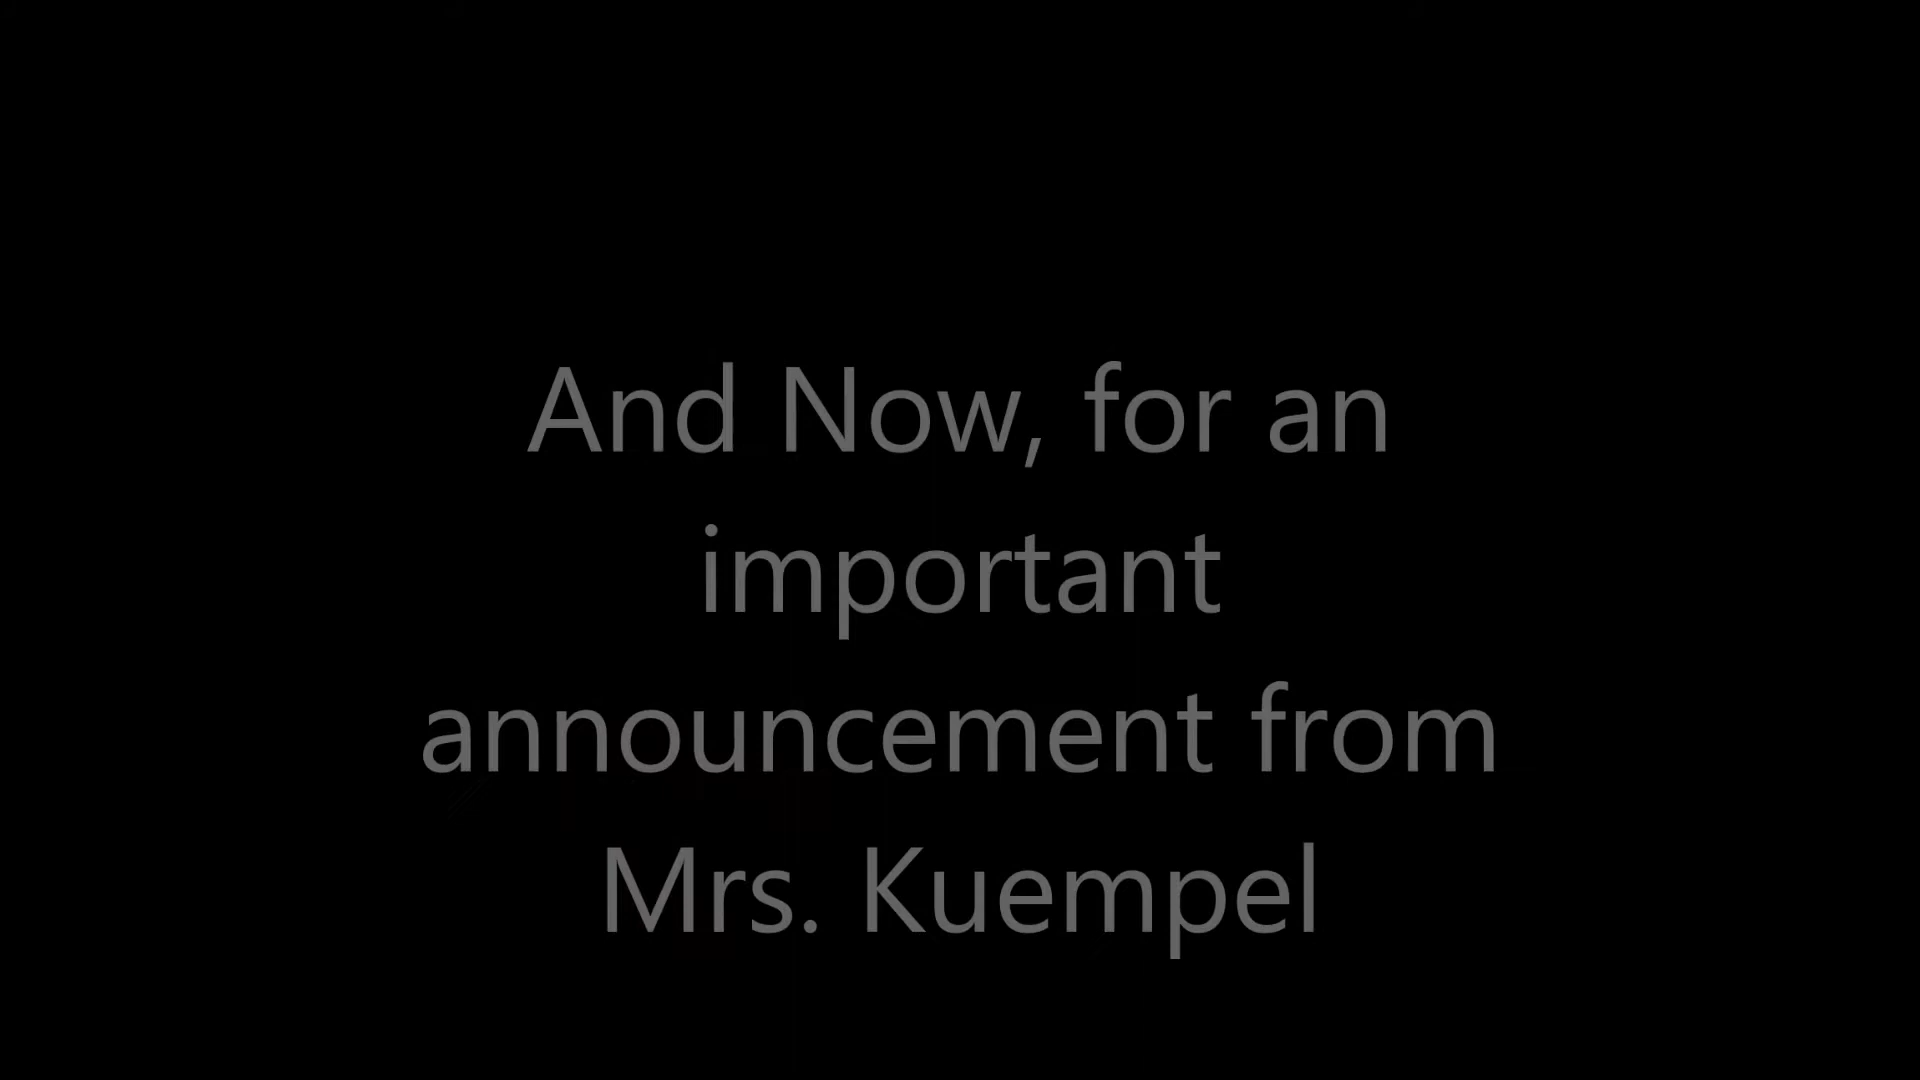 And Now, for an
important
announcement from
Mrs. Kuempel